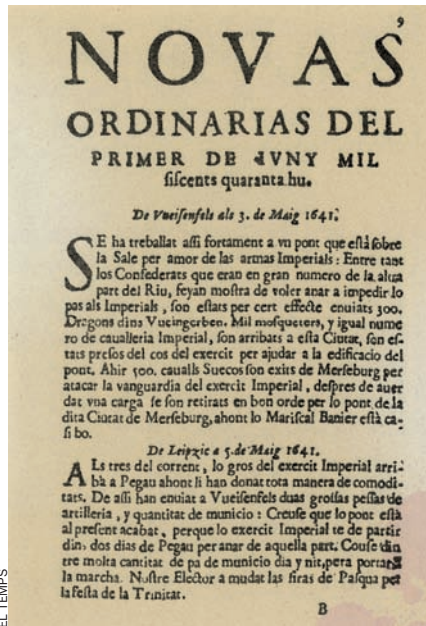 NOVAS
ORDINARIAS DEL
PRIMER DE IVNY MIL
siscents quaranta hu.
De Vueisenfels als 3. de Maig 1641.
SE ha treballat assi fortament a vn pont que està sobre
la Sale per amor de las armas Imperials : Entre tant
los Confederats que eran en gran numero de la altra
part del Riu, feyan mostra de voler anar a impedir lo
pas als Imperials, son estats per cert effecte enuiats 300.
Dragons dins Vueingerben. Mil mosqueters, y igual nume
ro de caualleria Imperial, son arribats a esta Ciutat, son es-
tats presos del cos del exercit per ajudar a la edificacio del
pont. Ahir 500. caualls Suecos son exits de Merseburg per
atacar la vanguardia del exercit Imperial, despres de auer
dat vna carga se son retirats en bon orde per lo pont de la
dita Ciutat de Merseburg, ahont lo Mariscal Banier està ca-
si bo.
De Leipzic a 5. de Maig 1641.
ALs tres del corrent, lo gros del exercit Imperial arri-
bà a Pegau ahont li han donat tota manera de comodi-
tats. De assi han enuiat a Vueisenfels duas grossas pessas de
artilleria, y quantitat de municio : Creuse que lo pont està
al present acabat, perque lo exercit Imperial te de partir
dins dos dias de Pegau per anar de aquella part. Couse din
tre molta cantitat de pa de municio dia y nit, pera portar a
la marcha. Nostre Elector a mudat las firas de Pasqua per
la festa de la Trinitat.
B
EL TEMPS